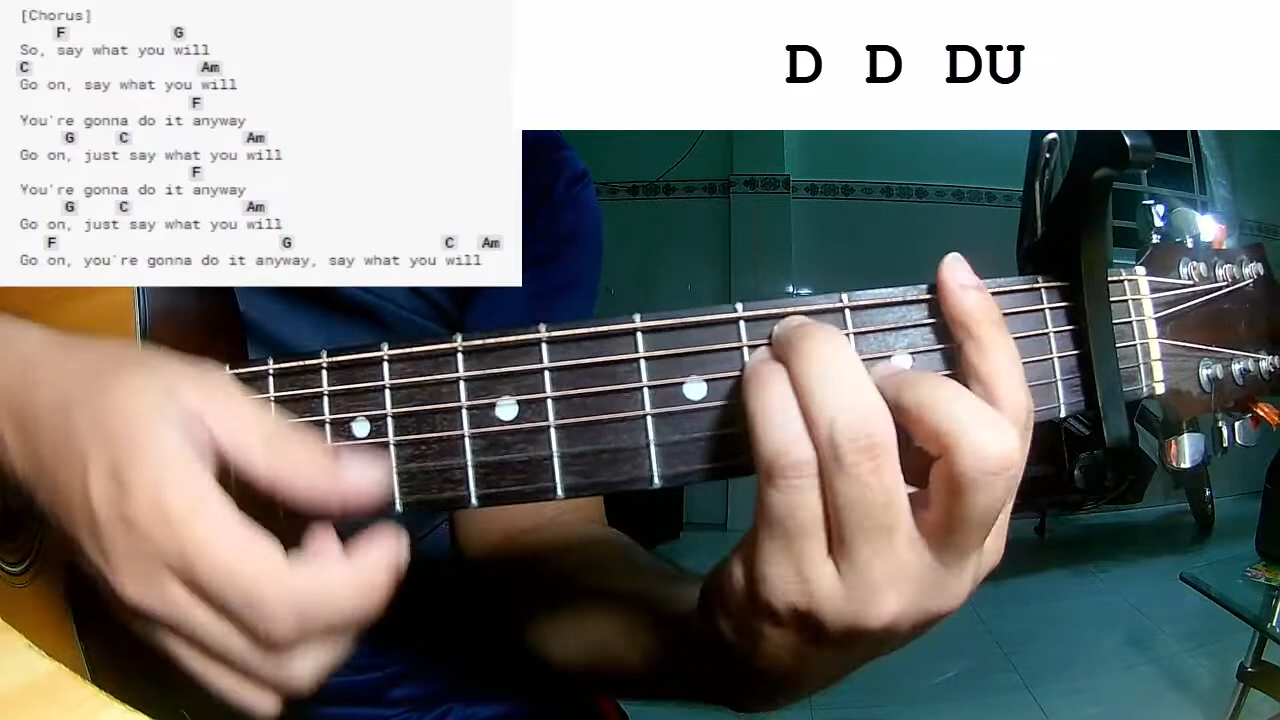 [Chorus]
F G
So, say what you will
C Am
Go on, say what you will
F
You're gonna do it anyway
G C Am
Go on, just say what you will
F
You're gonna do it anyway
G C Am
Go on, just say what you will
F G C Am
Go on, you're gonna do it anyway, say what you will
D D DU